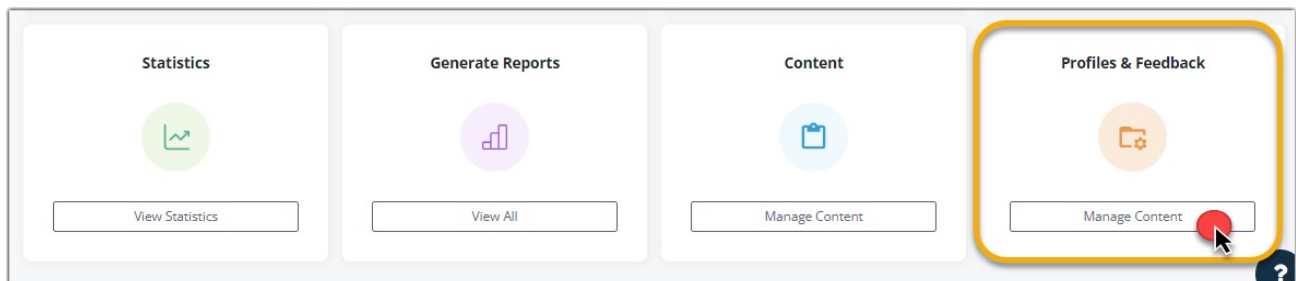 Statistics
Generate Reports
Content
Profiles & Feedback
View Statistics
View All
Manage Content
Manage Content
?